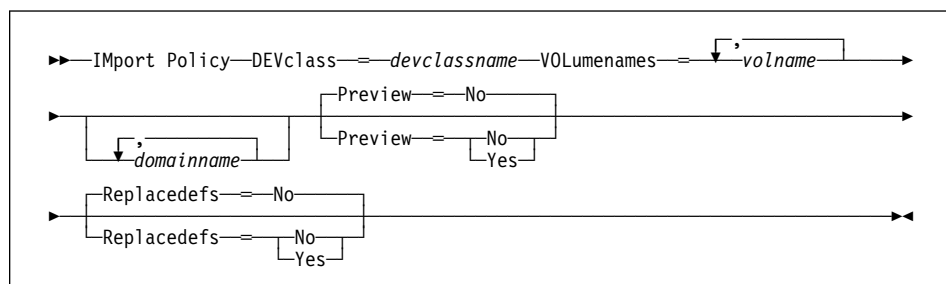 ,
IMport Policy DEVclass = devclassname VOLumenames = volname
Preview = No
,
domainname
Preview = No
Yes
Replacedefs = No
Replacedefs = No
Yes